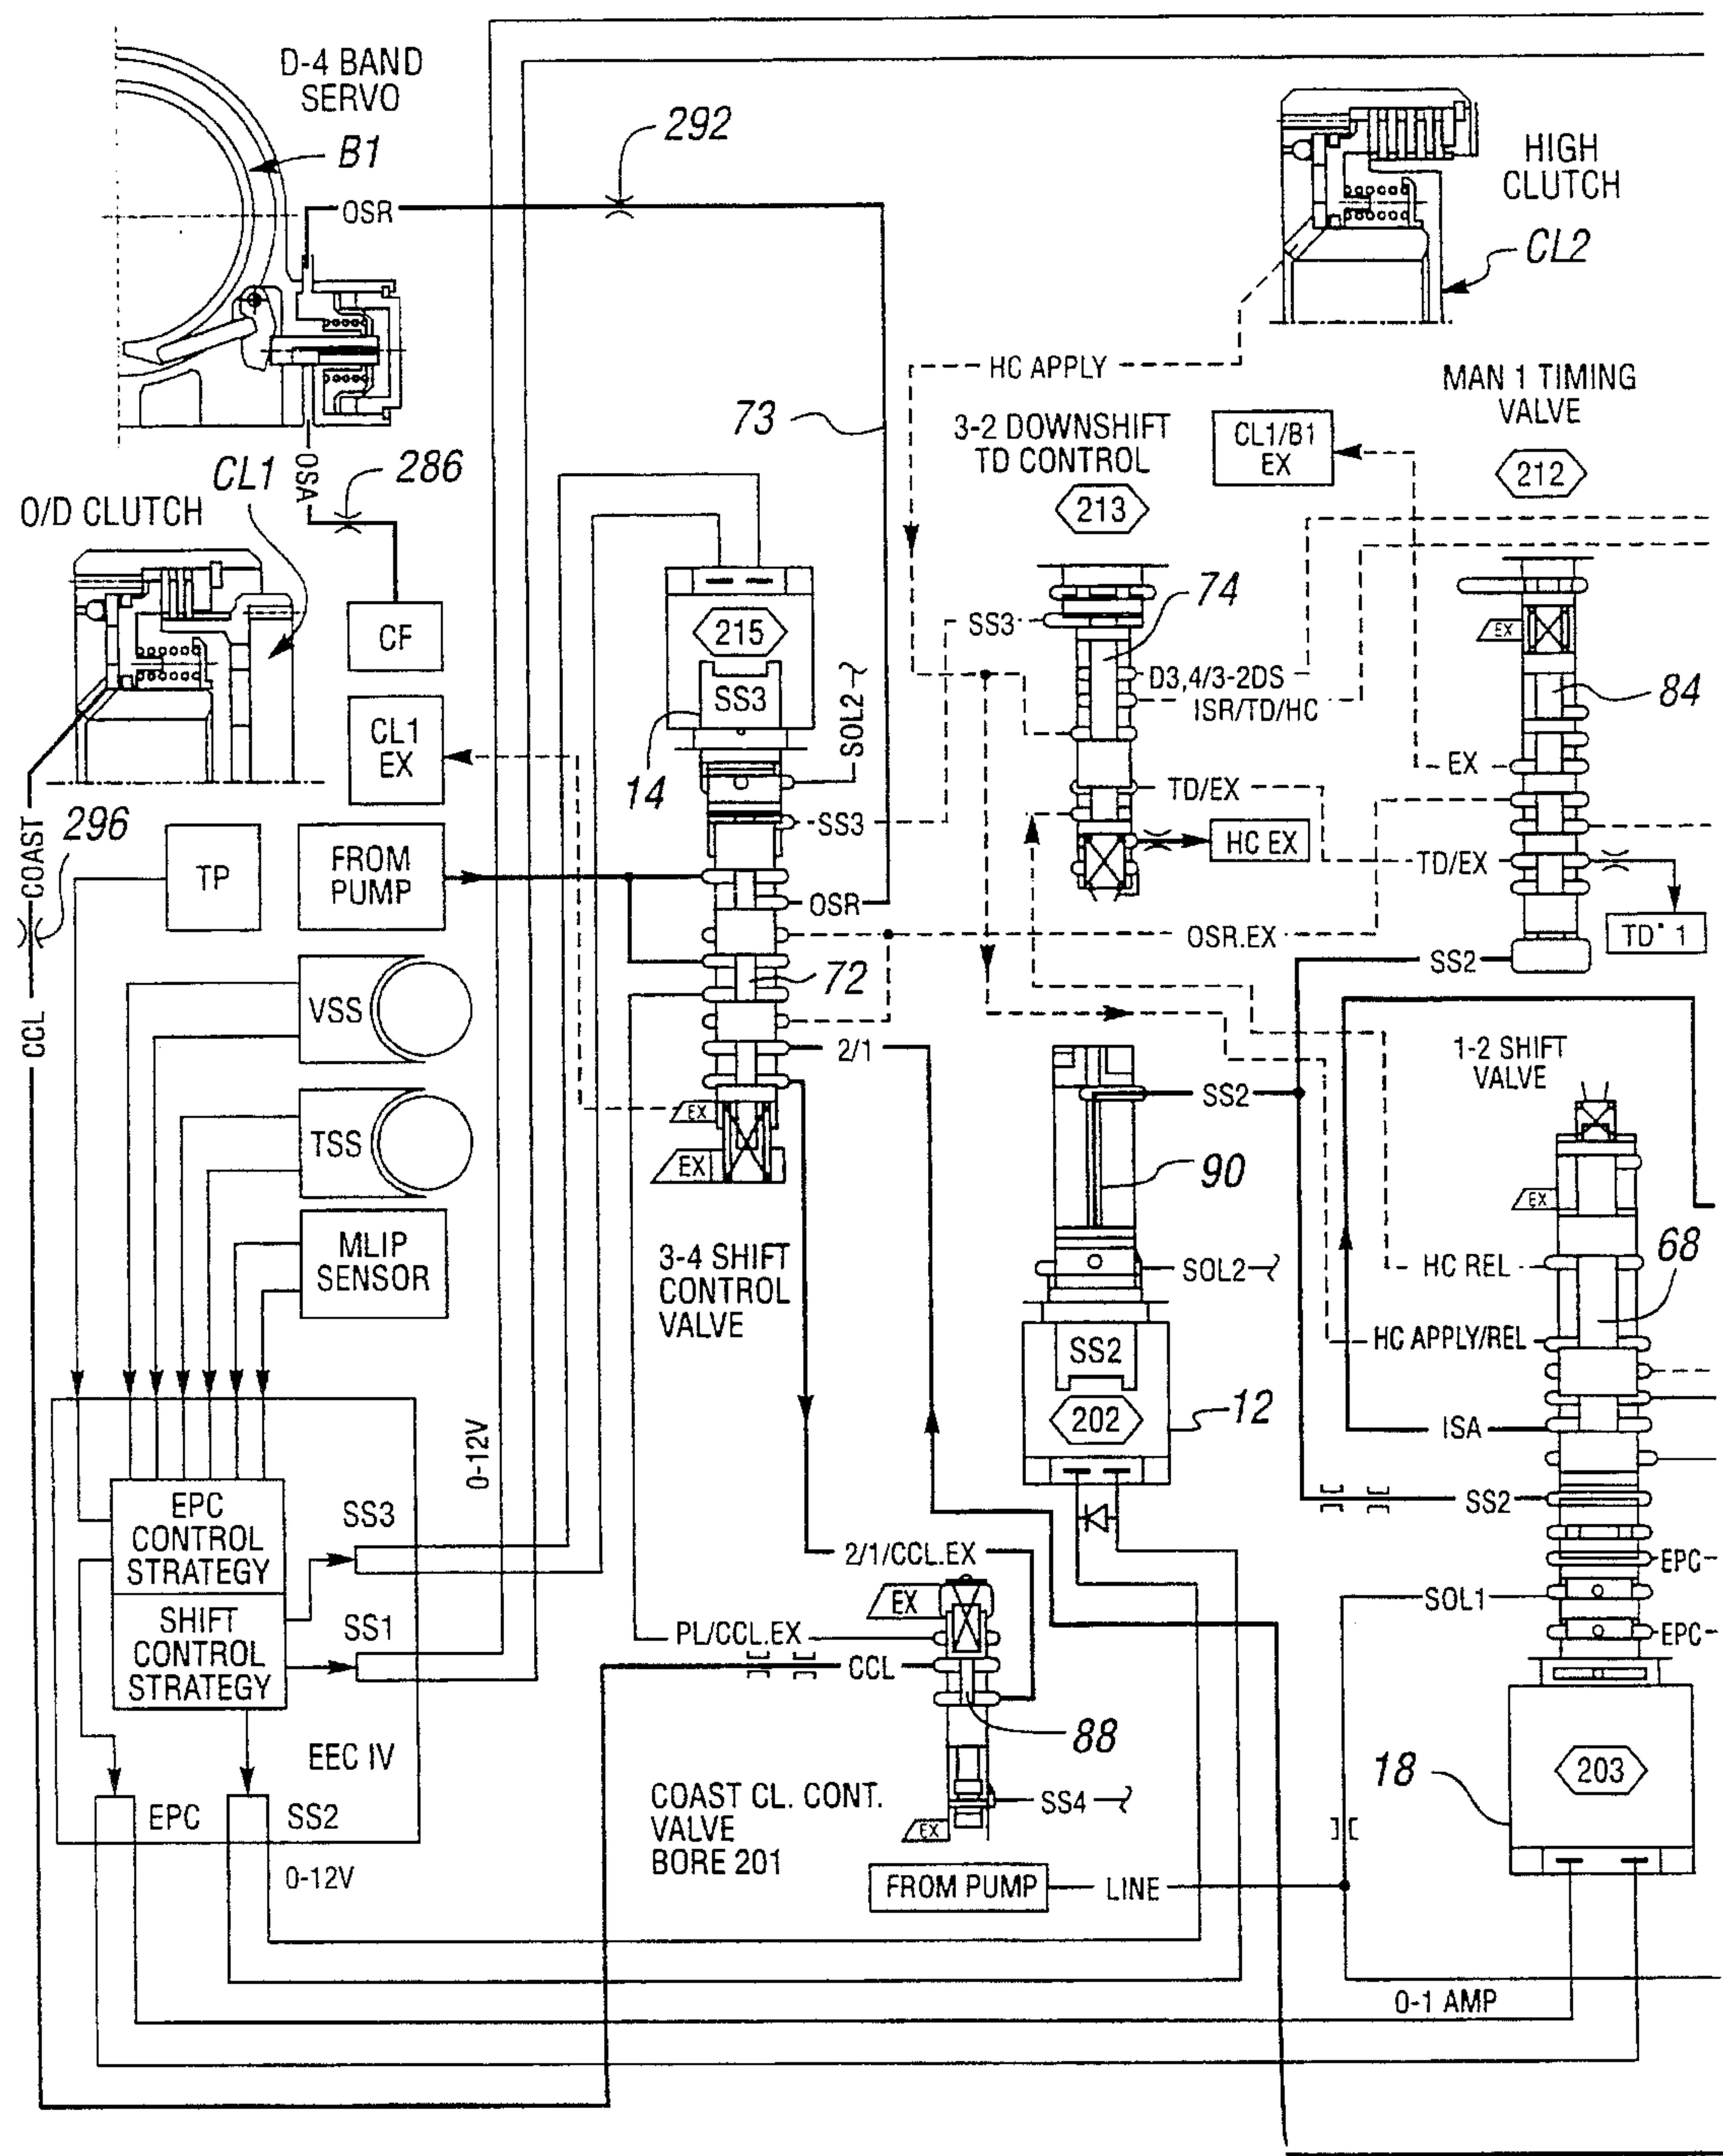 D-4 BAND
SERVO
B1
292
OSR
HIGH
CLUTCH
CL2
HC APPLY
MAN 1 TIMING
VALVE
73
3-2 DOWNSHIFT
TD CONTROL
CL1/B1
EX
212
213
OSA
286
CL1
O/D CLUTCH
CF
215
SS3
74
SS3
D3,4/3-2DS
ISR/TD/HC
84
EX
CL1
EX
SOL2
14
SS3
EX
TD/EX
HC EX
TD/EX
COAST
296
TP
FROM
PUMP
OSR
OSR.EX
TD' 1
SS2
72
VSS
CCL
2/1
1-2 SHIFT
VALVE
SS2
EX
EX
TSS
90
EX
MLIP
SENSOR
3-4 SHIFT
CONTROL
VALVE
SOL2
HC REL
68
SS2
HC APPLY/REL
202
12
ISA
0-12V
EPC
CONTROL
STRATEGY
SS3
SS2
2/1/CCL.EX
EPC
EX
SOL1
SHIFT
CONTROL
STRATEGY
SS1
PL/CCL.EX
EPC
CCL
88
EEC IV
18
203
COAST CL. CONT.
VALVE
BORE 201
SS4
EPC
SS2
EX
0-12V
FROM PUMP
LINE
0-1 AMP